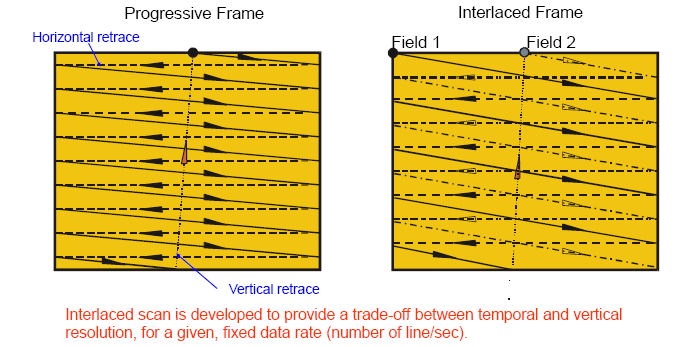 Progressive Frame
Interlaced Frame
Horizontal retrace
Field 1
Field 2
Vertical retrace
Interlaced scan is developed to provide a trade-off between temporal and vertical
resolution, for a given, fixed data rate (number of line/sec).